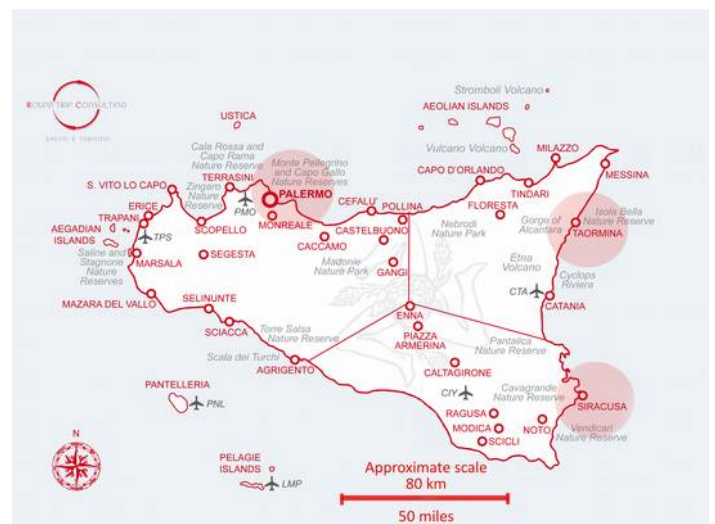 Stromboli Volcano
AEOLIAN ISLANDS
ROUND TRIP CONSULTING
EVENTI E TURISMO
USTICA
Vulcano Volcano
MILAZZO
Cala Rossa and
Capo Rama
Nature Reserve
Monte Pellegrino
and Capo Gallo
Nature Reserves
CAPO D'ORLANDO
MESSINA
TERRASINI
TINDARI
S. VITO LO CAPO
Zingaro
Nature
Reserve
PMO
PALERMO
CEFALU'
POLLINA
FLORESTA
Isola Bella
Nature Reserve
ERICE
TRAPANI
AEGADIAN
ISLANDS
TPS
SCOPELLO
MONREALE
CASTELBUONO
CACCAMO
Nebrodi
Nature Park
Gorge of
Alcantara
TAORMINA
Saline and
Stagnone
Nature
Reserves
MARSALA
SEGESTA
Madonie
Nature Park
GANGI
Etna
Volcano
Cyclops
Riviera
CTA
CATANIA
MAZARA DEL VALLO
SELINUNTE
SCIACCA
ENNA
PIAZZA
ARMERINA
Torre Salsa
Nature Reserve
Pantalica
Nature Reserve
Scala dei Turchi
AGRIGENTO
CALTAGIRONE
PANTELLERIA
PNL
CIY
Cavagrande
Nature Reserve
SIRACUSA
RAGUSA
MODICA
SCICLI
NOTO
Vendicari
Nature Reserve
N
PELAGIE
ISLANDS
LMP
Approximate scale
80 km
50 miles